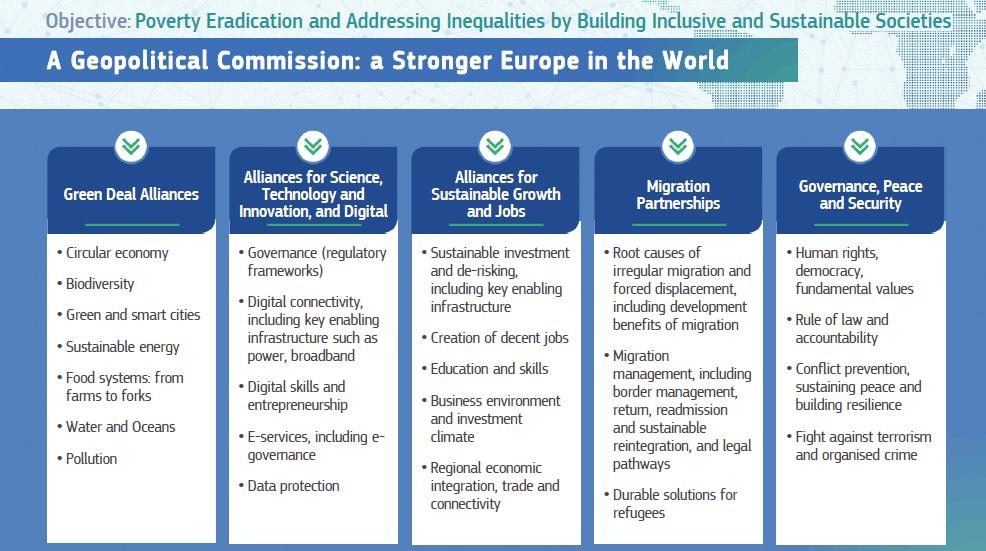 Objective: Poverty Eradication and Addressing Inequalities by Building Inclusive and Sustainable Societies
A Geopolitical Commission: a Stronger Europe in the World
Green Deal Alliances
• Circular economy
• Biodiversity
• Green and smart cities
• Sustainable energy
• Food systems: from
farms to forks
• Water and Oceans
• Pollution
Alliances for Science,
Technology and
Innovation, and Digital
• Governance (regulatory
frameworks)
• Digital connectivity,
including key enabling
infrastructure such as
power, broadband
• Digital skills and
entrepreneurship
• E-services, including e-
governance
• Data protection
Alliances for
Sustainable Growth
and Jobs
• Sustainable investment
and de-risking,
including key enabling
infrastructure
• Creation of decent jobs
• Education and skills
• Business environment
and investment
climate
• Regional economic
integration, trade and
connectivity
Migration
Partnerships
• Root causes of
irregular migration and
forced displacement,
including development
benefits of migration
• Migration
management, including
border management,
return, readmission
and sustainable
reintegration, and legal
pathways
• Durable solutions for
refugees
Governance, Peace
and Security
• Human rights,
democracy,
fundamental values
• Rule of law and
accountability
• Conflict prevention,
sustaining peace and
building resilience
• Fight against terrorism
and organised crime